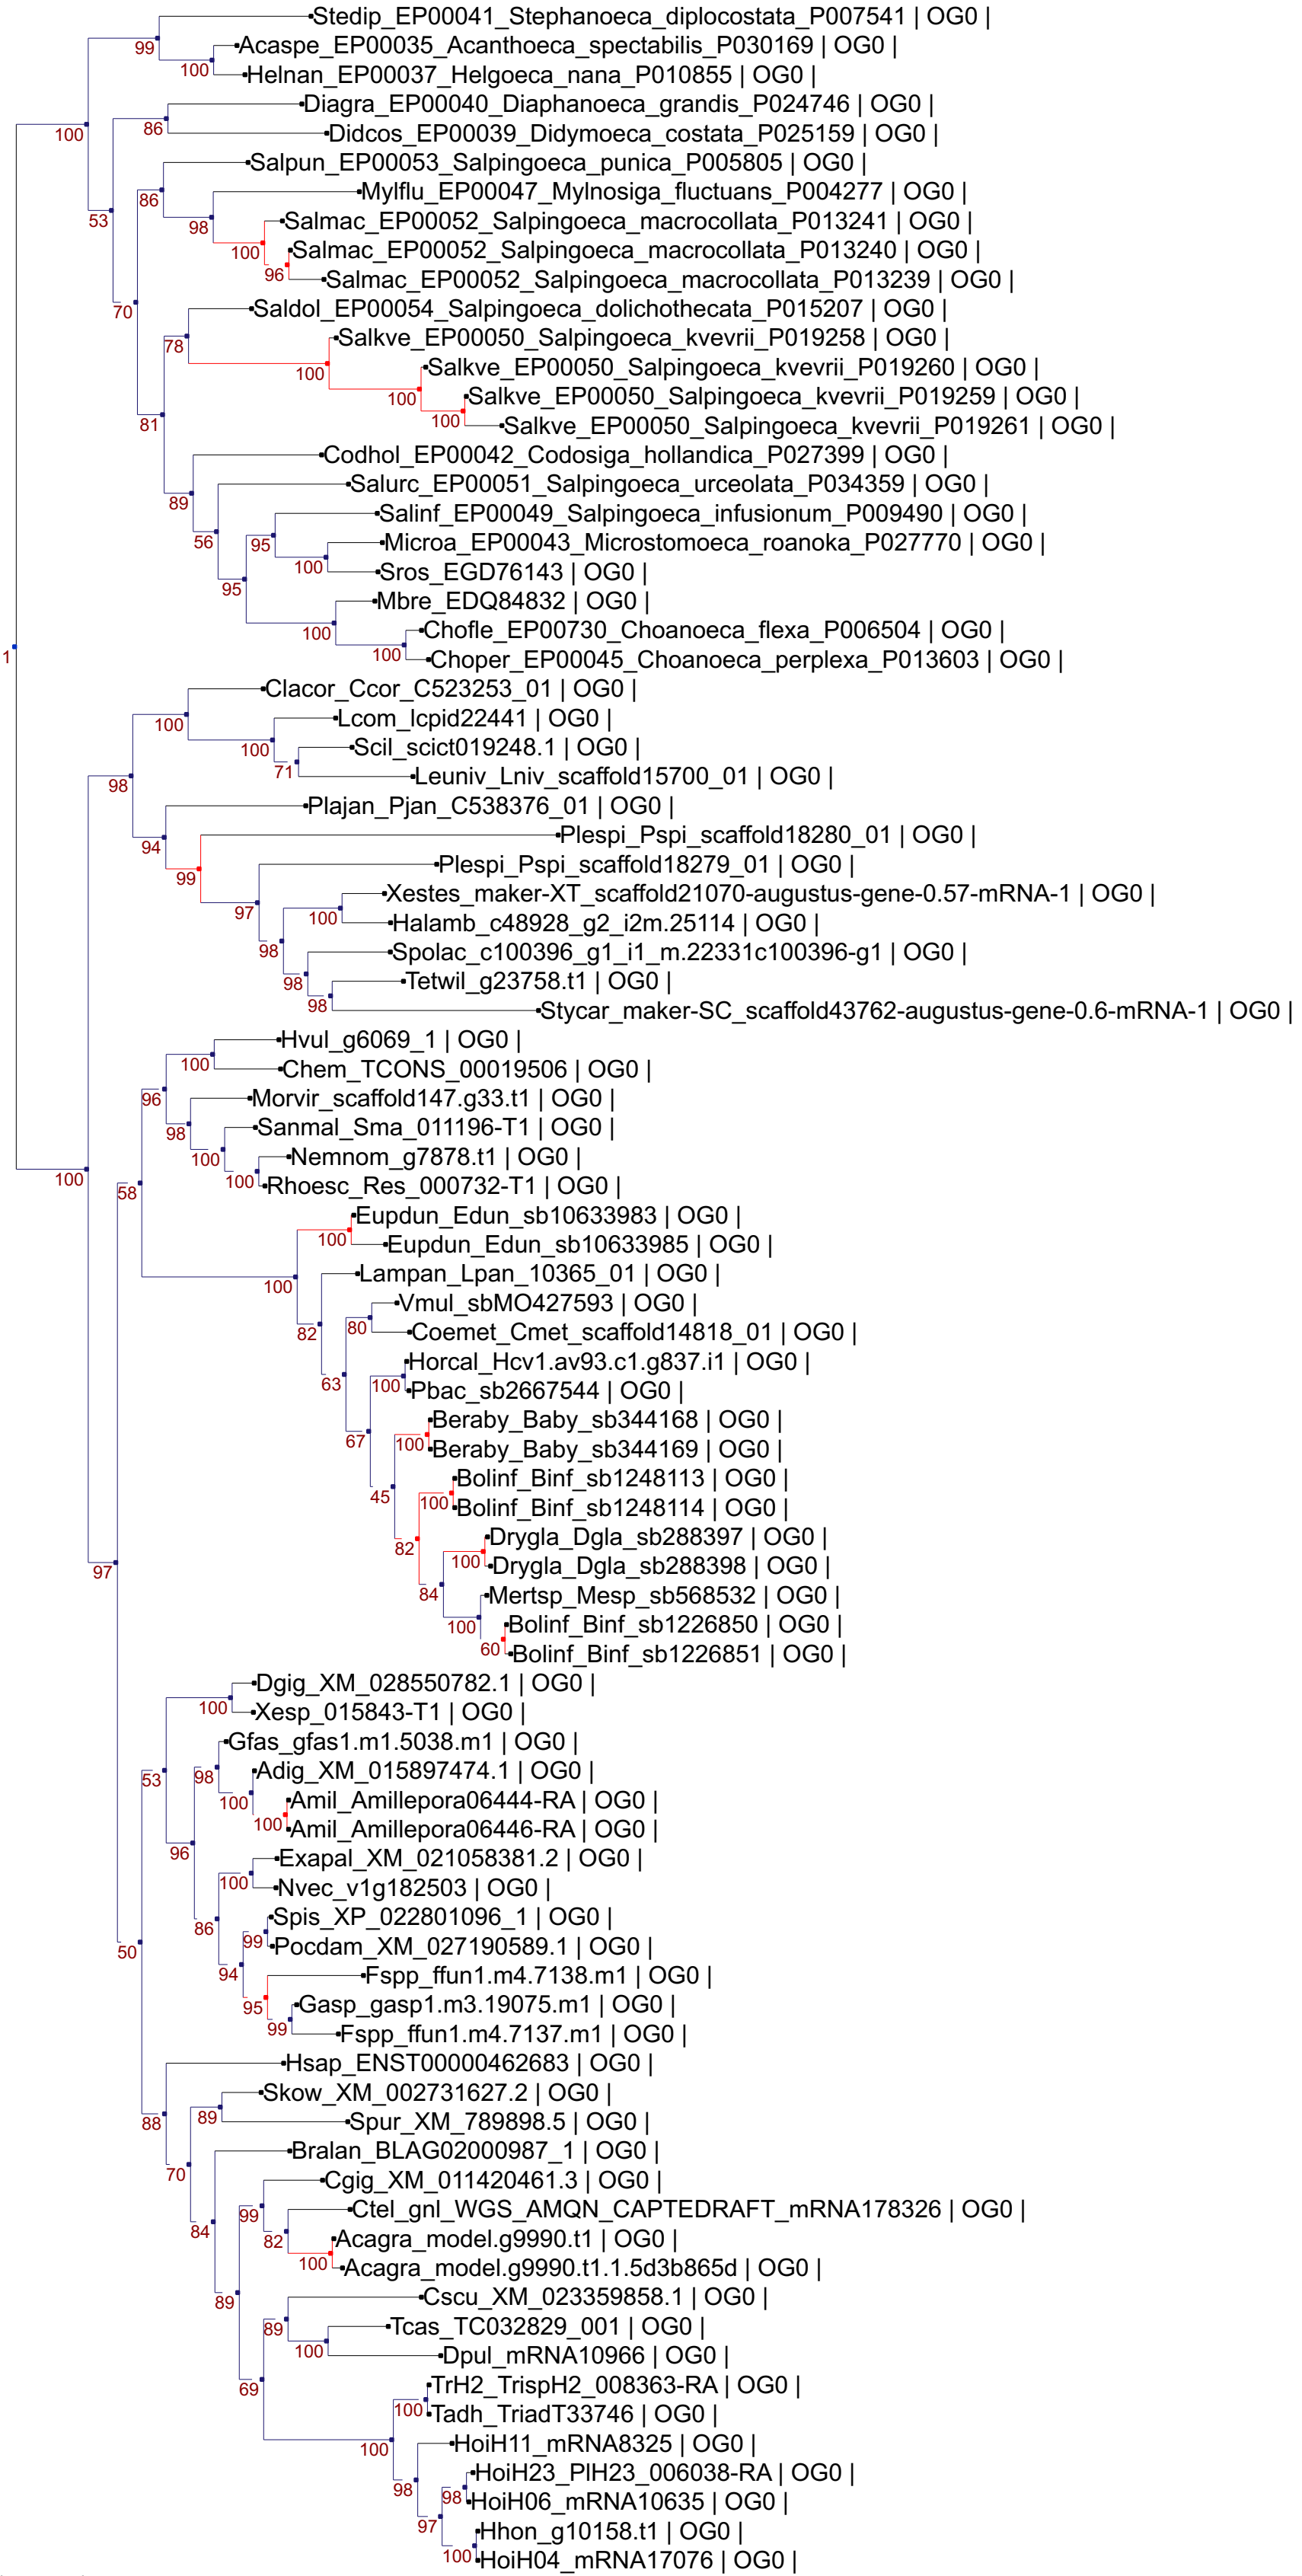 Stedip_EP00041_Stephanoeca_diplocostata_P007541 | OG0 |
99
Acaspe_EP00035_Acanthoeca_spectabilis_P030169 | OG0 |
100
Helnan_EP00037_Helgoeca_nana_P010855 | OG0 |
Diagra_EP00040_Diaphanoeca_grandis_P024746 | OG0 |
100
86
Didcos_EP00039_Didymoeca_costata_P025159 | OG0 |
Salpun_EP00053_Salpingoeca_punica_P005805 | OG0 |
86
Mylflu_EP00047_Mylnosiga_fluctuans_P004277 | OG0 |
53
98
Salmac_EP00052_Salpingoeca_macrocollata_P013241 | OG0 |
100
Salmac_EP00052_Salpingoeca_macrocollata_P013240 | OG0 |
96
Salmac_EP00052_Salpingoeca_macrocollata_P013239 | OG0 |
70
Saldol_EP00054_Salpingoeca_dolichothecata_P015207 | OG0 |
78
Salkve_EP00050_Salpingoeca_kvevrii_P019258 | OG0 |
100
Salkve_EP00050_Salpingoeca_kvevrii_P019260 | OG0 |
100
Salkve_EP00050_Salpingoeca_kvevrii_P019259 | OG0 |
81
100
Salkve_EP00050_Salpingoeca_kvevrii_P019261 | OG0 |
Codhol_EP00042_Codosiga_hollandica_P027399 | OG0 |
89
Salurc_EP00051_Salpingoeca_urceolata_P034359 | OG0 |
56
Salinf_EP00049_Salpingoeca_infusionum_P009490 | OG0 |
95
Microa_EP00043_Microstomoeca_roanoka_P027770 | OG0 |
100
Sros_EGD76143 | OG0 |
95
Mbre_EDQ84832 | OG0 |
100
Chofle_EP00730_Choanoeca_flexa_P006504 | OG0 |
100
Choper_EP00045_Choanoeca_perplexa_P013603 | OG0 |
1
Clacor_Ccor_C523253_01 | OG0 |
100
Lcom_lcpid22441 | OG0 |
100
Scil_scict019248.1 | OG0 |
71
Leuniv_Lniv_scaffold15700_01 | OG0 |
98
Plajan_Pjan_C538376_01 | OG0 |
94
Plespi_Pspi_scaffold18280_01 | OG0 |
99
Plespi_Pspi_scaffold18279_01 | OG0 |
97
Xestes_maker-XT_scaffold21070-augustus-gene-0.57-mRNA-1 | OG0 |
100
Halamb_c48928_g2_i2m.25114 | OG0 |
98
Spolac_c100396_g1_i1_m.22331c100396-g1 | OG0 |
98
Tetwil_g23758.t1 | OG0 |
98
Stycar_maker-SC_scaffold43762-augustus-gene-0.6-mRNA-1 | OG0 |
Hvul_g6069_1 | OG0 |
100
Chem_TCONS_00019506 | OG0 |
96
Morvir_scaffold147.g33.t1 | OG0 |
98
Sanmal_Sma_011196-T1 | OG0 |
100
Nemnom_g7878.t1 | OG0 |
100
100
Rhoesc_Res_000732-T1 | OG0 |
58
Eupdun_Edun_sb10633983 | OG0 |
100
Eupdun_Edun_sb10633985 | OG0 |
100
Lampan_Lpan_10365_01 | OG0 |
Vmul_sbMO427593 | OG0 |
82
80
Coemet_Cmet_scaffold14818_01 | OG0 |
Horcal_Hcv1.av93.c1.g837.i1 | OG0 |
63
100
Pbac_sb2667544 | OG0 |
Beraby_Baby_sb344168 | OG0 |
67
100
Beraby_Baby_sb344169 | OG0 |
Bolinf_Binf_sb1248113 | OG0 |
45
100
Bolinf_Binf_sb1248114 | OG0 |
Drygla_Dgla_sb288397 | OG0 |
82
100
Drygla_Dgla_sb288398 | OG0 |
97
84
Mertsp_Mesp_sb568532 | OG0 |
100
Bolinf_Binf_sb1226850 | OG0 |
60
Bolinf_Binf_sb1226851 | OG0 |
Dgig_XM_028550782.1 | OG0 |
100
Xesp_015843-T1 | OG0 |
Gfas_gfas1.m1.5038.m1 | OG0 |
53
98
Adig_XM_015897474.1 | OG0 |
100
Amil_Amillepora06444-RA | OG0 |
100
Amil_Amillepora06446-RA | OG0 |
96
Exapal_XM_021058381.2 | OG0 |
100
Nvec_v1g182503 | OG0 |
86
Spis_XP_022801096_1 | OG0 |
99
Pocdam_XM_027190589.1 | OG0 |
50
94
Fspp_ffun1.m4.7138.m1 | OG0 |
95
Gasp_gasp1.m3.19075.m1 | OG0 |
99
Fspp_ffun1.m4.7137.m1 | OG0 |
Hsap_ENST00000462683 | OG0 |
Skow_XM_002731627.2 | OG0 |
88
89
Spur_XM_789898.5 | OG0 |
Bralan_BLAG02000987_1 | OG0 |
70
Cgig_XM_011420461.3 | OG0 |
99
Ctel_gnl_WGS_AMQN_CAPTEDRAFT_mRNA178326 | OG0 |
84
82
Acagra_model.g9990.t1 | OG0 |
100
Acagra_model.g9990.t1.1.5d3b865d | OG0 |
89
Cscu_XM_023359858.1 | OG0 |
89
Tcas_TC032829_001 | OG0 |
100
Dpul_mRNA10966 | OG0 |
69
TrH2_TrispH2_008363-RA | OG0 |
100
Tadh_TriadT33746 | OG0 |
100
HoiH11_mRNA8325 | OG0 |
98
HoiH23_PlH23_006038-RA | OG0 |
98
HoiH06_mRNA10635 | OG0 |
97
Hhon_g10158.t1 | OG0 |
100
HoiH04_mRNA17076 | OG0 |